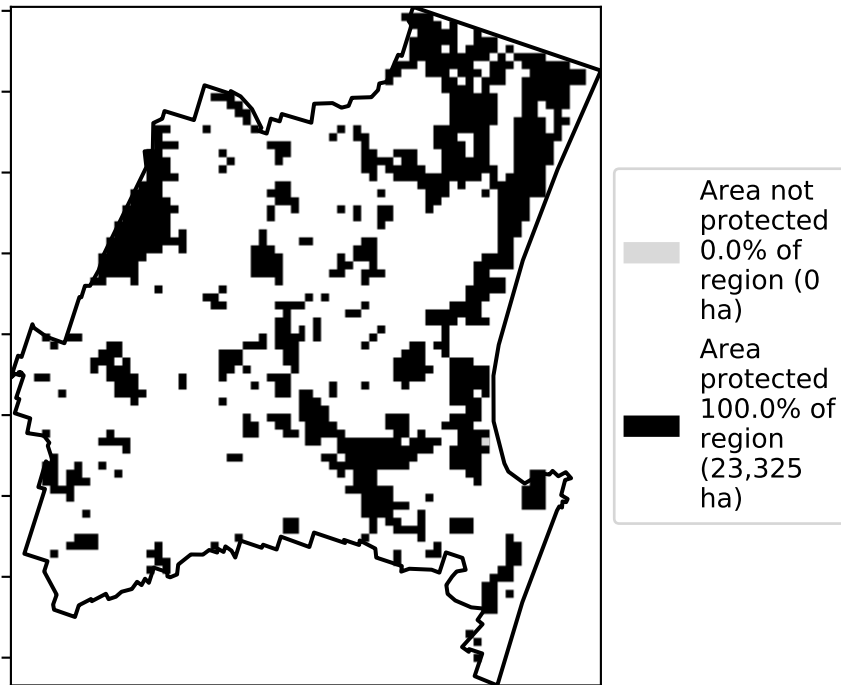 Area not
protected
0.0% of
region (0
ha)
Area
protected
100.0% of
region
(23,325
ha)